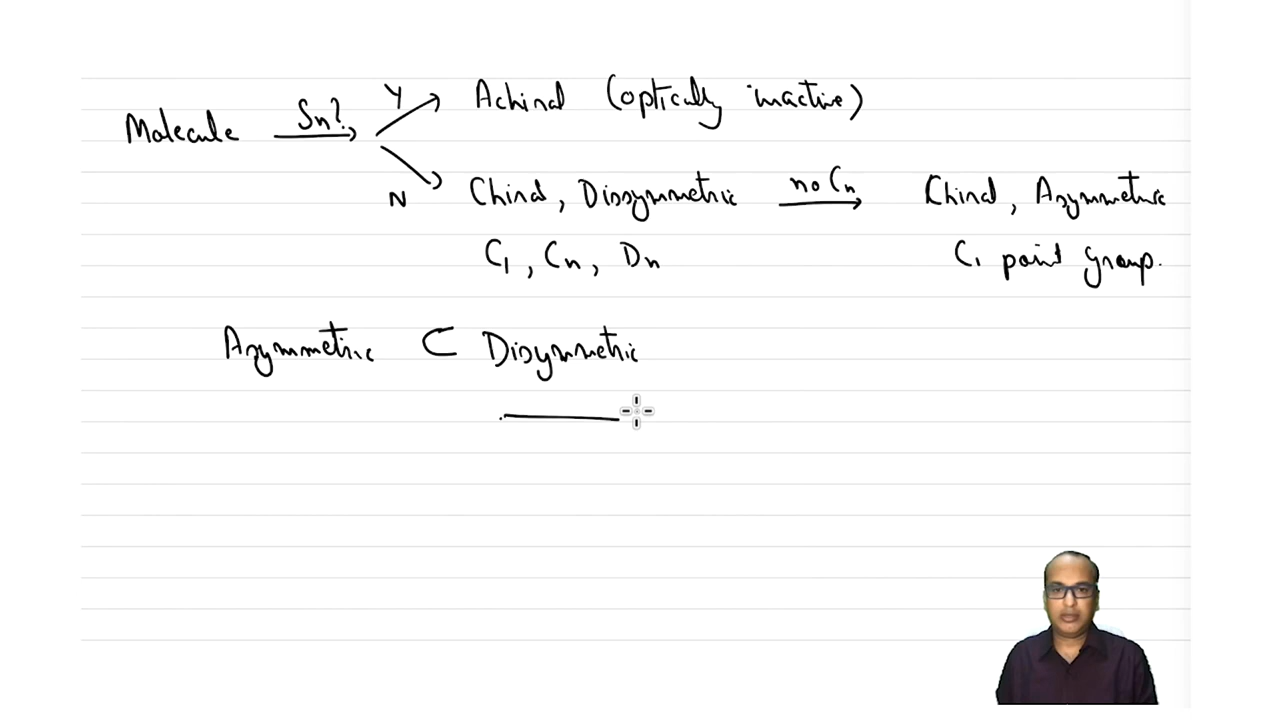 Molecule Sn? Y Achiral (optically inactive)
N Chiral, Dissymmetric no Cn Chiral, Asymmetric
C1, Cn, Dn C1 point group.
Asymmetric ⊂ Dissymmetric